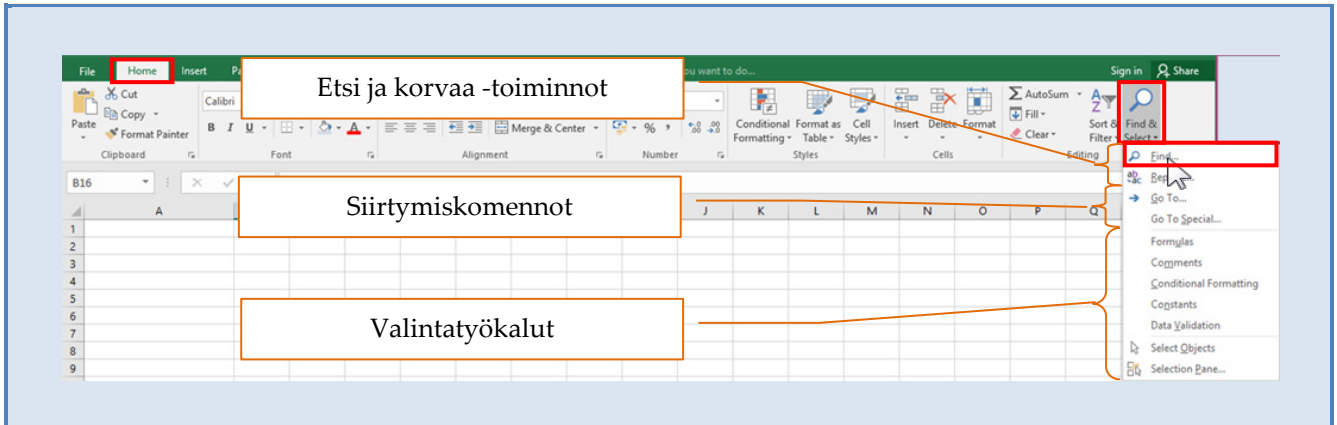 File Home Insert Pa ou want to do... Sign in Share
Etsi ja korvaa -toiminnot
Cut
Copy
Format Painter
Paste
Calibri
B I U A
Merge & Center
% ,
Conditional Formatting
Format as Table
Cell Styles
Insert Delete Format
AutoSum
Fill
Clear
Sort & Filter
Find & Select
Clipboard Font Alignment Number Styles Cells Editing
Find...
Go To...
Go To Special...
Formulas
Comments
Conditional Formatting
Constants
Data Validation
Select Objects
Selection Pane...
B16
A J K L M N O P Q
Siirtymiskomennot
Valintatyökalut
1
2
3
4
5
6
7
8
9